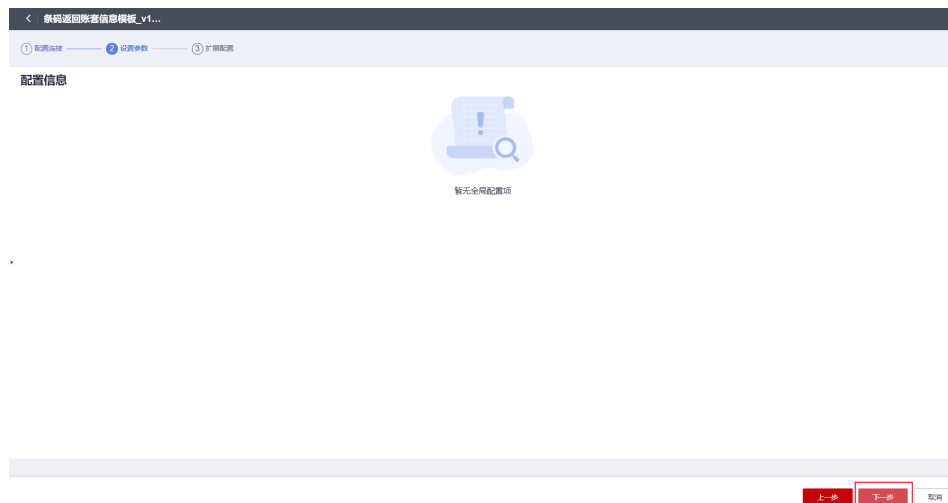 条码返回账套信息模板_v1...
1 配置连接 2 设置参数 3 扩展配置
配置信息
暂无全局配置项
上一步 下一步 取消